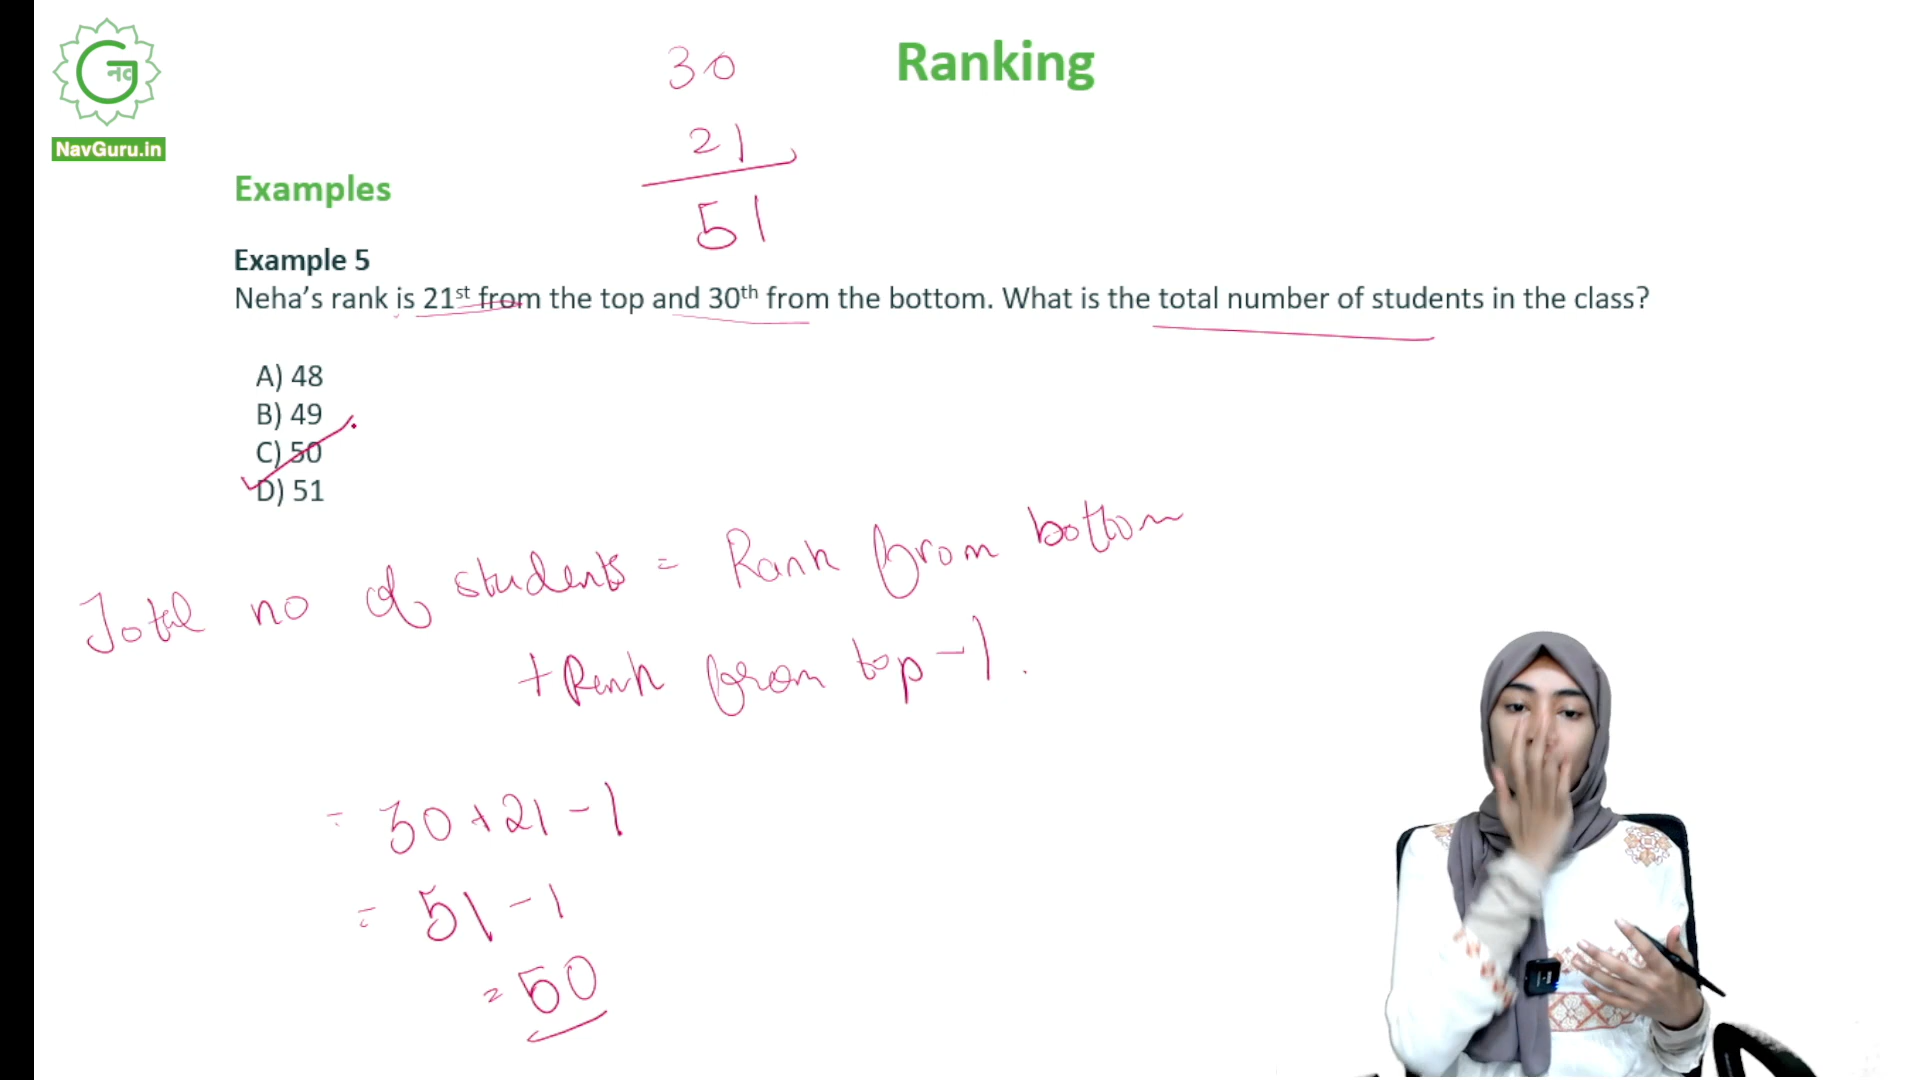 नव
NavGuru.in
Ranking
30
21
51
Examples
Example 5
Neha's rank is 21st from the top and 30th from the bottom. What is the total number of students in the class?
A) 48
B) 49
C) 50
D) 51
Total no of students = Rank from bottom
+ Rank from top - 1.
= 30 + 21 - 1
= 51 - 1
= 50